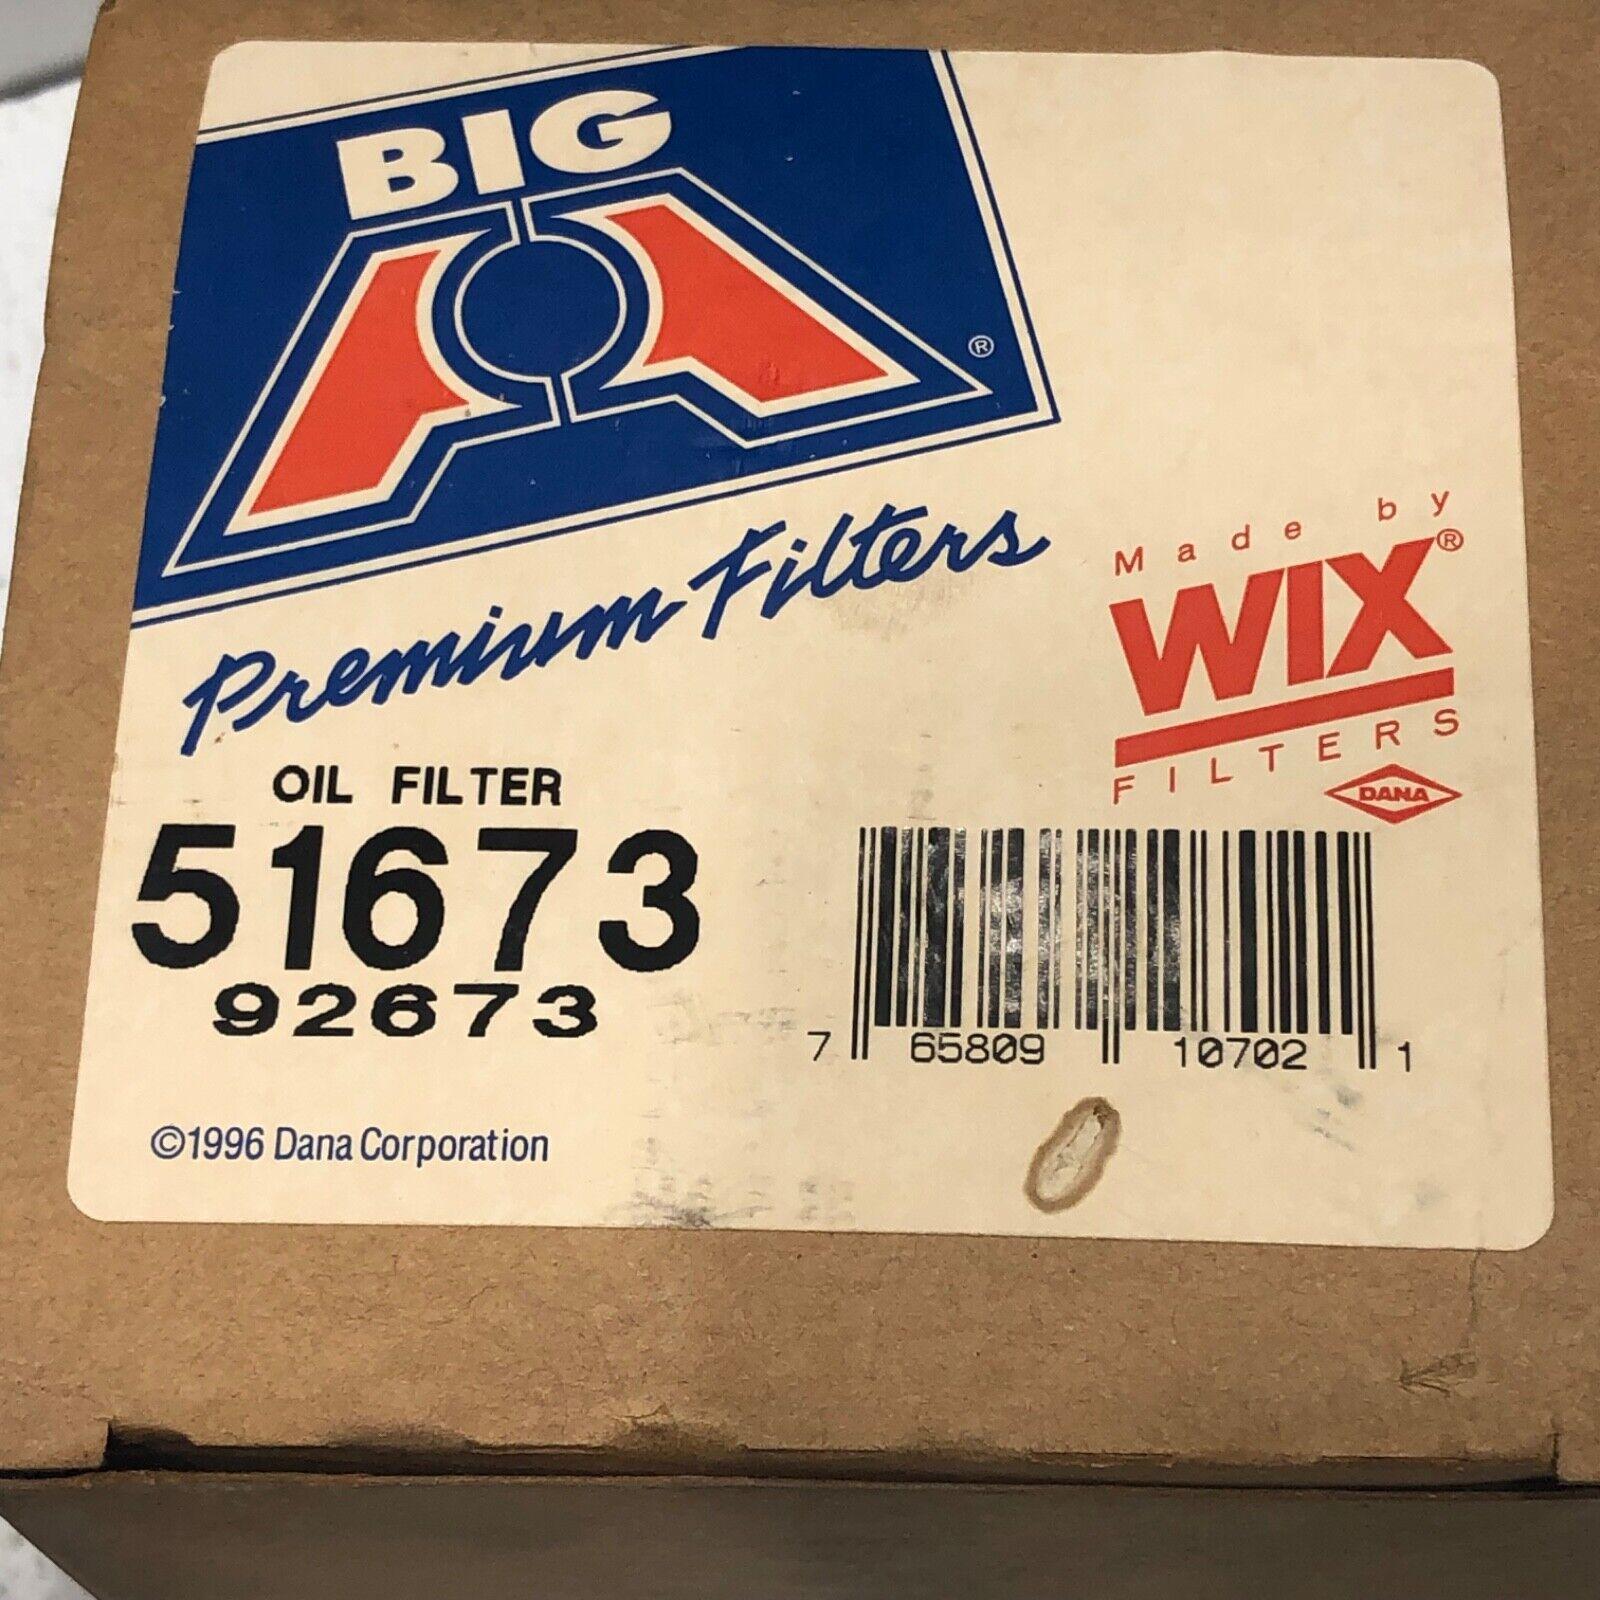 BIG A ®
Premium Filters
Made by
WIX®
FILTERS
DANA
OIL FILTER
51673
92673
7 65809 10702 1
©1996 Dana Corporation